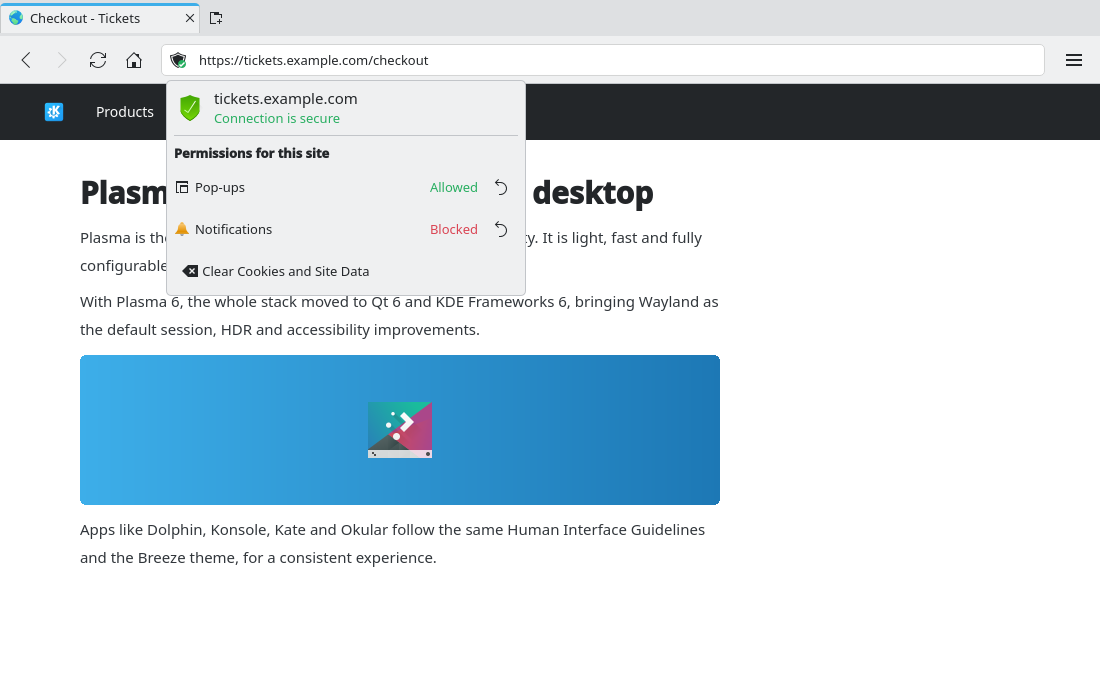 Checkout - Tickets
https://tickets.example.com/checkout
Products
tickets.example.com
Connection is secure
Permissions for this site
Pop-ups Allowed
Notifications Blocked
Clear Cookies and Site Data
desktop
Plasma is
It is light, fast and fully
configurable
With Plasma 6, the whole stack moved to Qt 6 and KDE Frameworks 6, bringing Wayland as
the default session, HDR and accessibility improvements.
Apps like Dolphin, Konsole, Kate and Okular follow the same Human Interface Guidelines
and the Breeze theme, for a consistent experience.